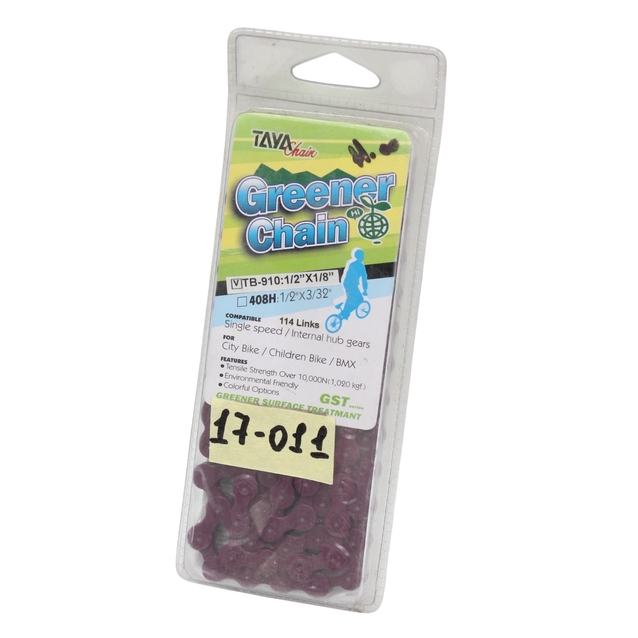 TAYA Chain
Greener
Chain
Hi
V TB-910:1/2"X1/8"
408H:1/2"X3/32"
114 Links
COMPATIBLE
Single speed / Internal hub gears
FOR
City Bike / Children Bike / BMX
FEATURES
• Tensile Strength Over 10,000N(1,020 kgf)
• Environmental Friendly
• Colorful Options
GST
GREENER SURFACE TREATMANT
17-011